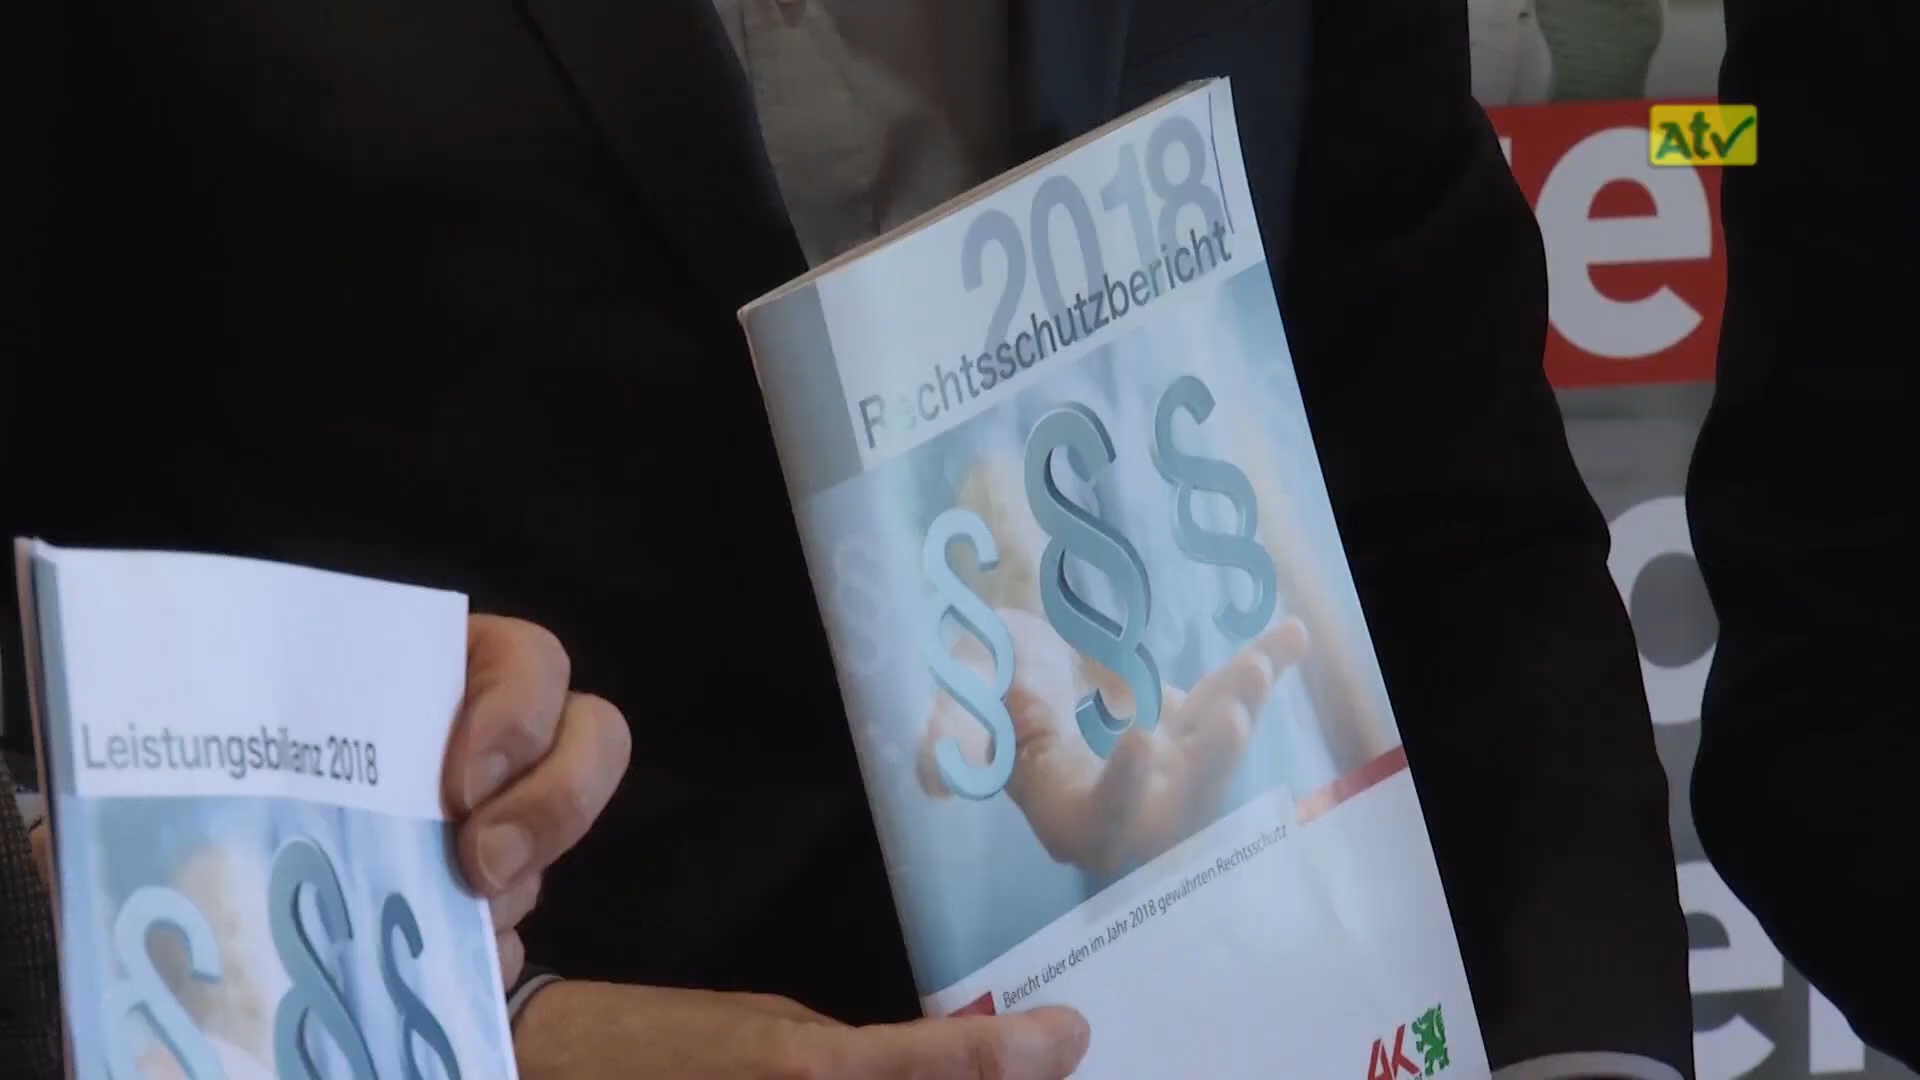 Atv
e
2018
Rechtsschutzbericht
Leistungsbilanz 2018
Bericht über den im Jahr 2018 gewährten Rechtsschutz
AK